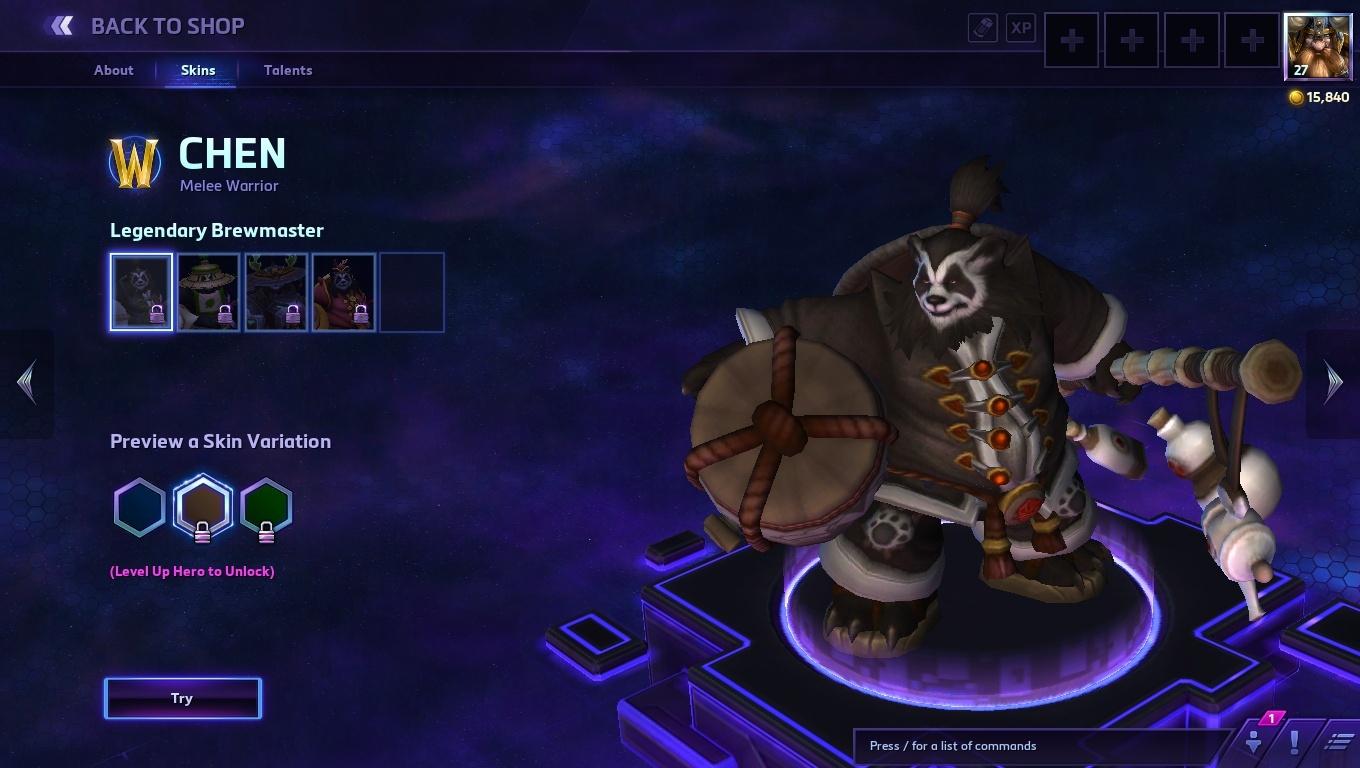 BACK TO SHOP
XP
About
Skins
Talents
27
15,840
W
CHEN
Melee Warrior
Legendary Brewmaster
Preview a Skin Variation
(Level Up Hero to Unlock)
Try
1
Press / for a list of commands